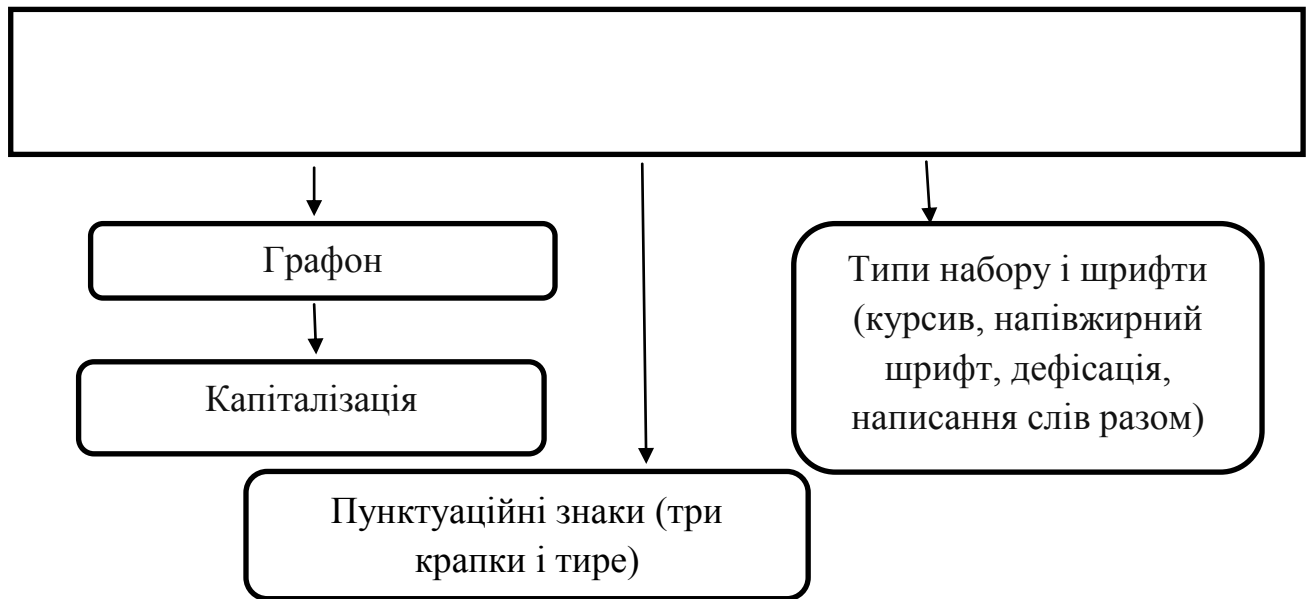 Графон
Капіталізація
Типи набору і шрифти
(курсив, напівжирний
шрифт, дефісація,
написання слів разом)
Пунктуаційні знаки (три
крапки і тире)